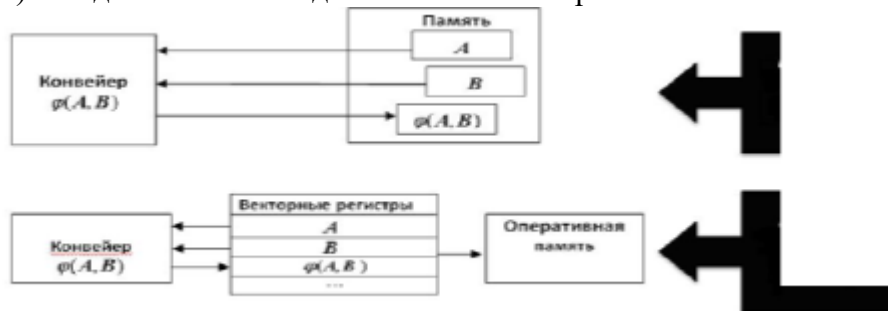 Память
A
Конвейер
B
φ(A, B)
φ(A, B)
Векторные регистры
A
Оперативная
Конвейер
B
память
φ(A, B)
φ(A, B )
...